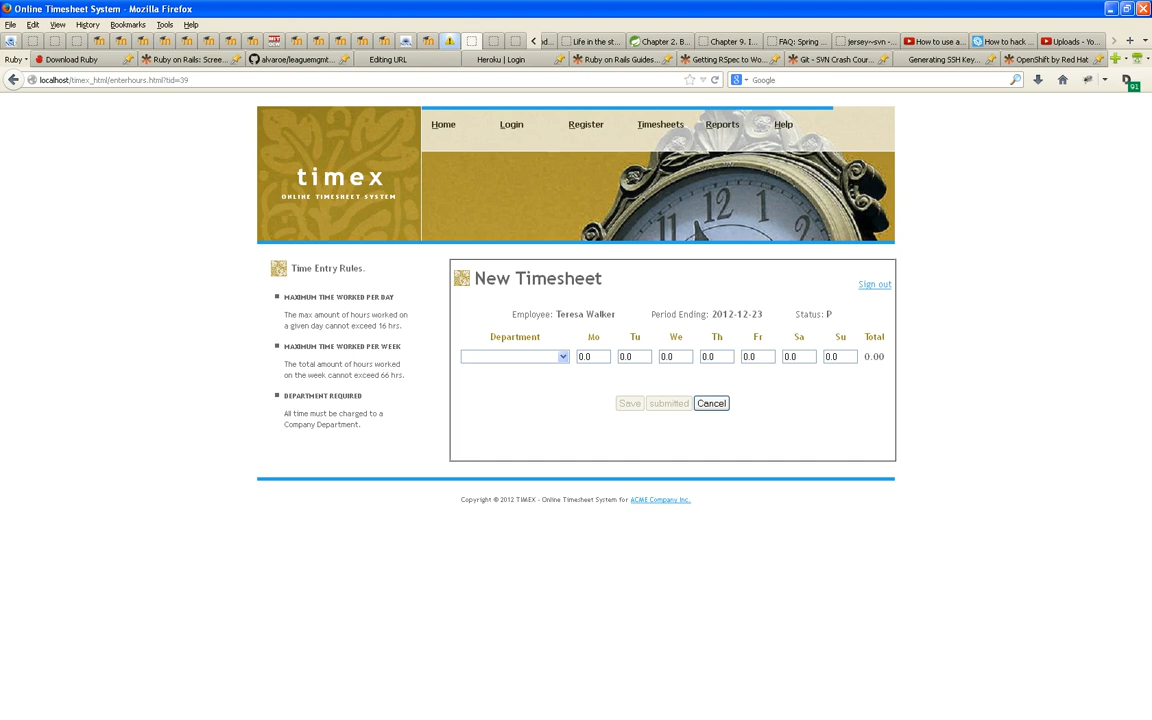 Online Timesheet System - Mozilla Firefox
File Edit View History Bookmarks Tools Help
d... Life in the st... Chapter 2. B... Chapter 9. I... FAQ: Spring ... jersey~svn - ... How to use a... How to hack ... Uploads - Yo...
Ruby Download Ruby Ruby on Rails: Scree... alvaroe/leaguemgmt... Editing URL Heroku | Login Ruby on Rails Guides... Getting RSpec to Wo... Git - SVN Crash Cour... Generating SSH Key... OpenShift by Red Hat
localhost/timex_html/enterhours.html?tid=39
Google
91
Home Login Register Timesheets Reports Help
timex
ONLINE TIMESHEET SYSTEM
11 12 1
Time Entry Rules.
MAXIMUM TIME WORKED PER DAY
The max amount of hours worked
on a given day cannot exceed 16 hrs.
MAXIMUM TIME WORKED PER WEEK
The total amount of hours worked
on the week cannot exceed 66 hrs.
DEPARTMENT REQUIRED
All time must be charged to a
Company Department.
New Timesheet
Sign out
Employee: Teresa Walker Period Ending: 2012-12-23 Status: P
Department Mo Tu We Th Fr Sa Su Total
0.0 0.0 0.0 0.0 0.0 0.0 0.0 0.00
Save submitted Cancel
Copyright © 2012 TIMEX - Online Timesheet System for ACME Company Inc.